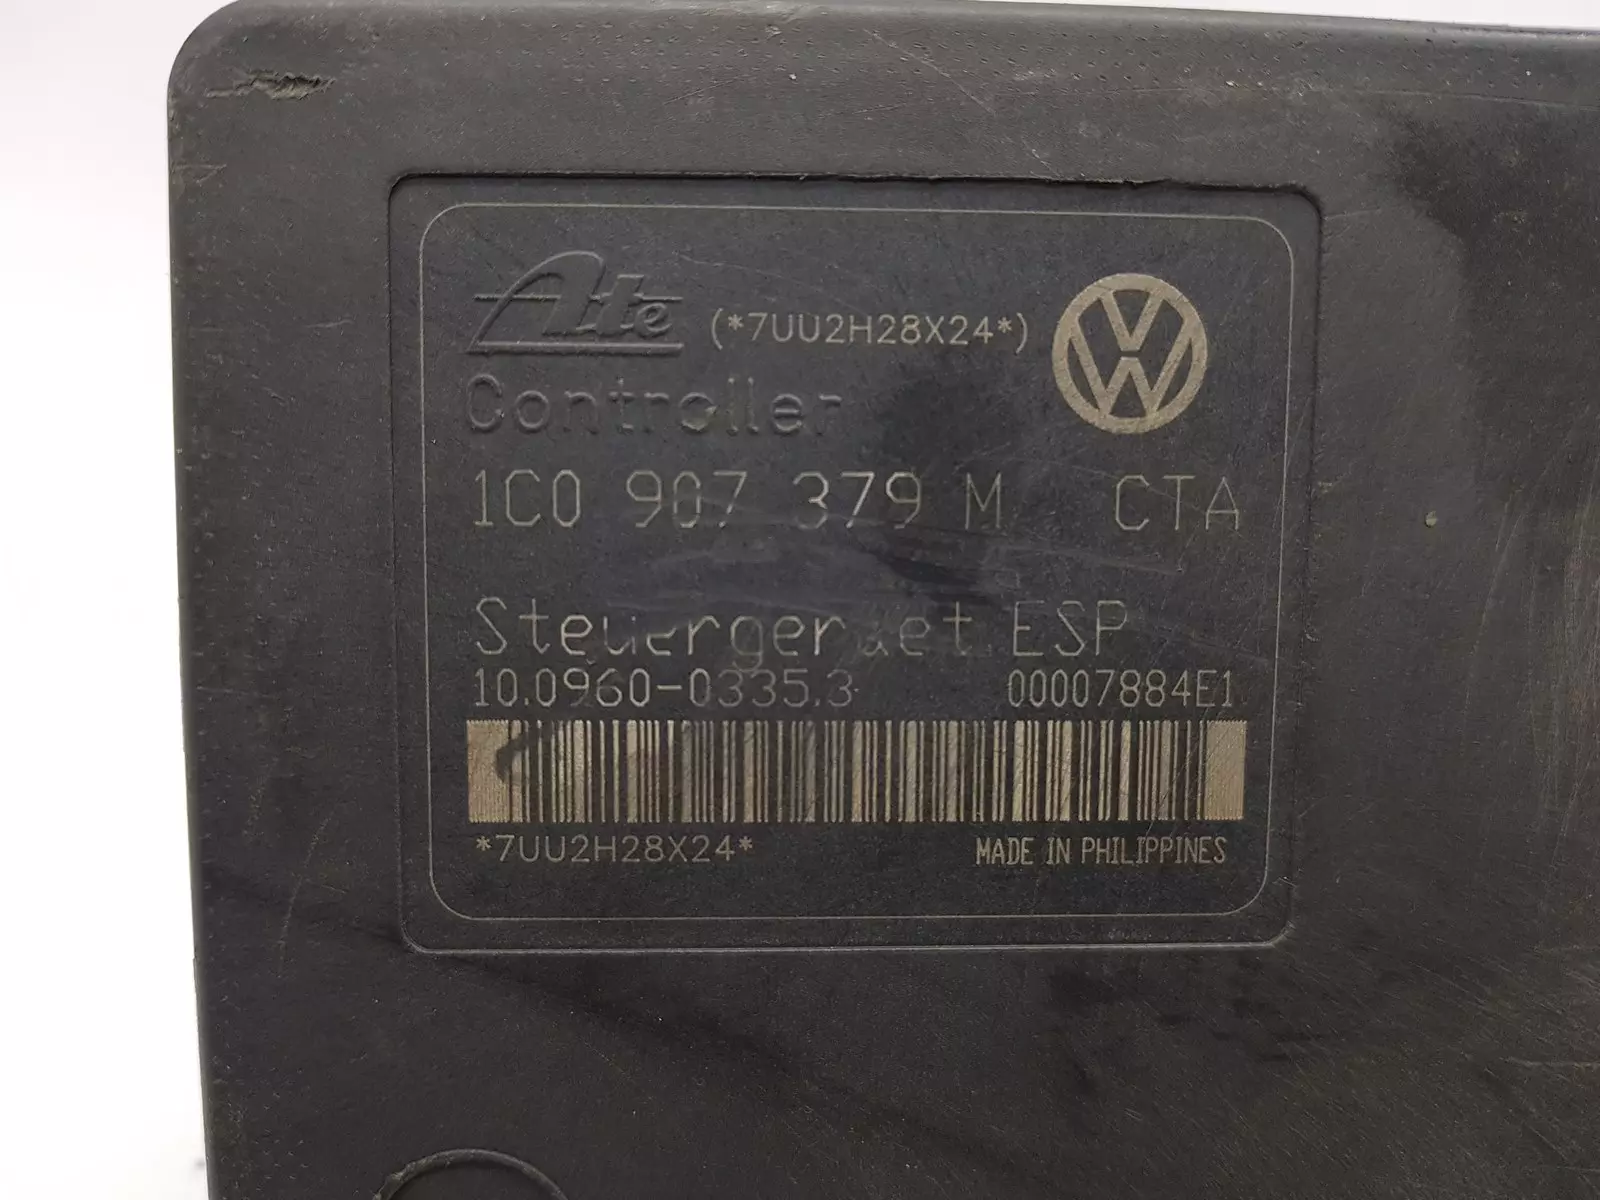 Ate (*7UU2H28X24*)
Controller
1C0 907 379 M CTA
Steuergeraet ESP
10.0960-0335.3 00007884E1
*7UU2H28X24* MADE IN PHILIPPINES